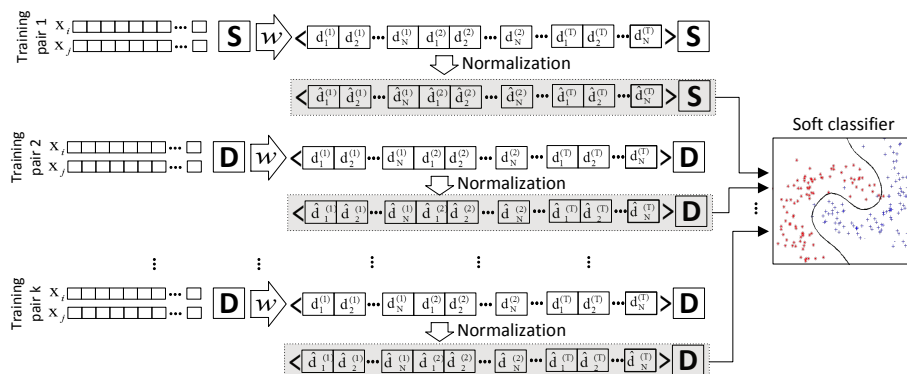 Training pair 1
X_i ... S
X_j ...
w < d_1^(1) d_2^(1) ... d_N^(1) d_1^(2) d_2^(2) ... d_N^(2) ... d_1^(T) d_2^(T) ... d_N^(T) > S
Normalization
< d̂_1^(1) d̂_2^(1) ... d̂_N^(1) d̂_1^(2) d̂_2^(2) ... d̂_N^(2) ... d̂_1^(T) d̂_2^(T) ... d̂_N^(T) > S
Soft classifier
Training pair 2
X_i ... D
X_j ...
w < d_1^(1) d_2^(1) ... d_N^(1) d_1^(2) d_2^(2) ... d_N^(2) ... d_1^(T) d_2^(T) ... d_N^(T) > D
Normalization
< d̂_1^(1) d̂_2^(1) ... d̂_N^(1) d̂_1^(2) d̂_2^(2) ... d̂_N^(2) ... d̂_1^(T) d̂_2^(T) ... d̂_N^(T) > D
Training pair k
X_i ... D
X_j ...
w < d_1^(1) d_2^(1) ... d_N^(1) d_1^(2) d_2^(2) ... d_N^(2) ... d_1^(T) d_2^(T) ... d_N^(T) > D
Normalization
< d̂_1^(1) d̂_2^(1) ... d̂_N^(1) d̂_1^(2) d̂_2^(2) ... d̂_N^(2) ... d̂_1^(T) d̂_2^(T) ... d̂_N^(T) > D